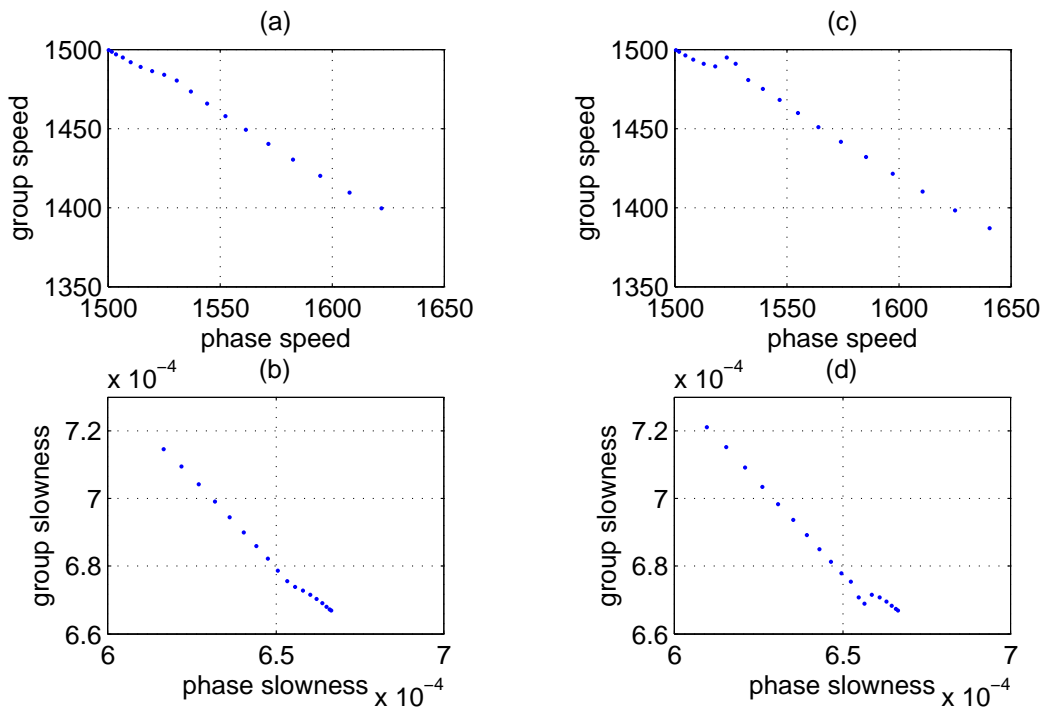 (a)
1500
1450
1400
1350
group speed
1500 1550 1600 1650
phase speed
(c)
1500
1450
1400
1350
group speed
1500 1550 1600 1650
phase speed
(b)
x 10−4
7.2
7
6.8
6.6
group slowness
6 6.5 7
phase slowness
x 10−4
(d)
x 10−4
7.2
7
6.8
6.6
group slowness
6 6.5 7
phase slowness
x 10−4